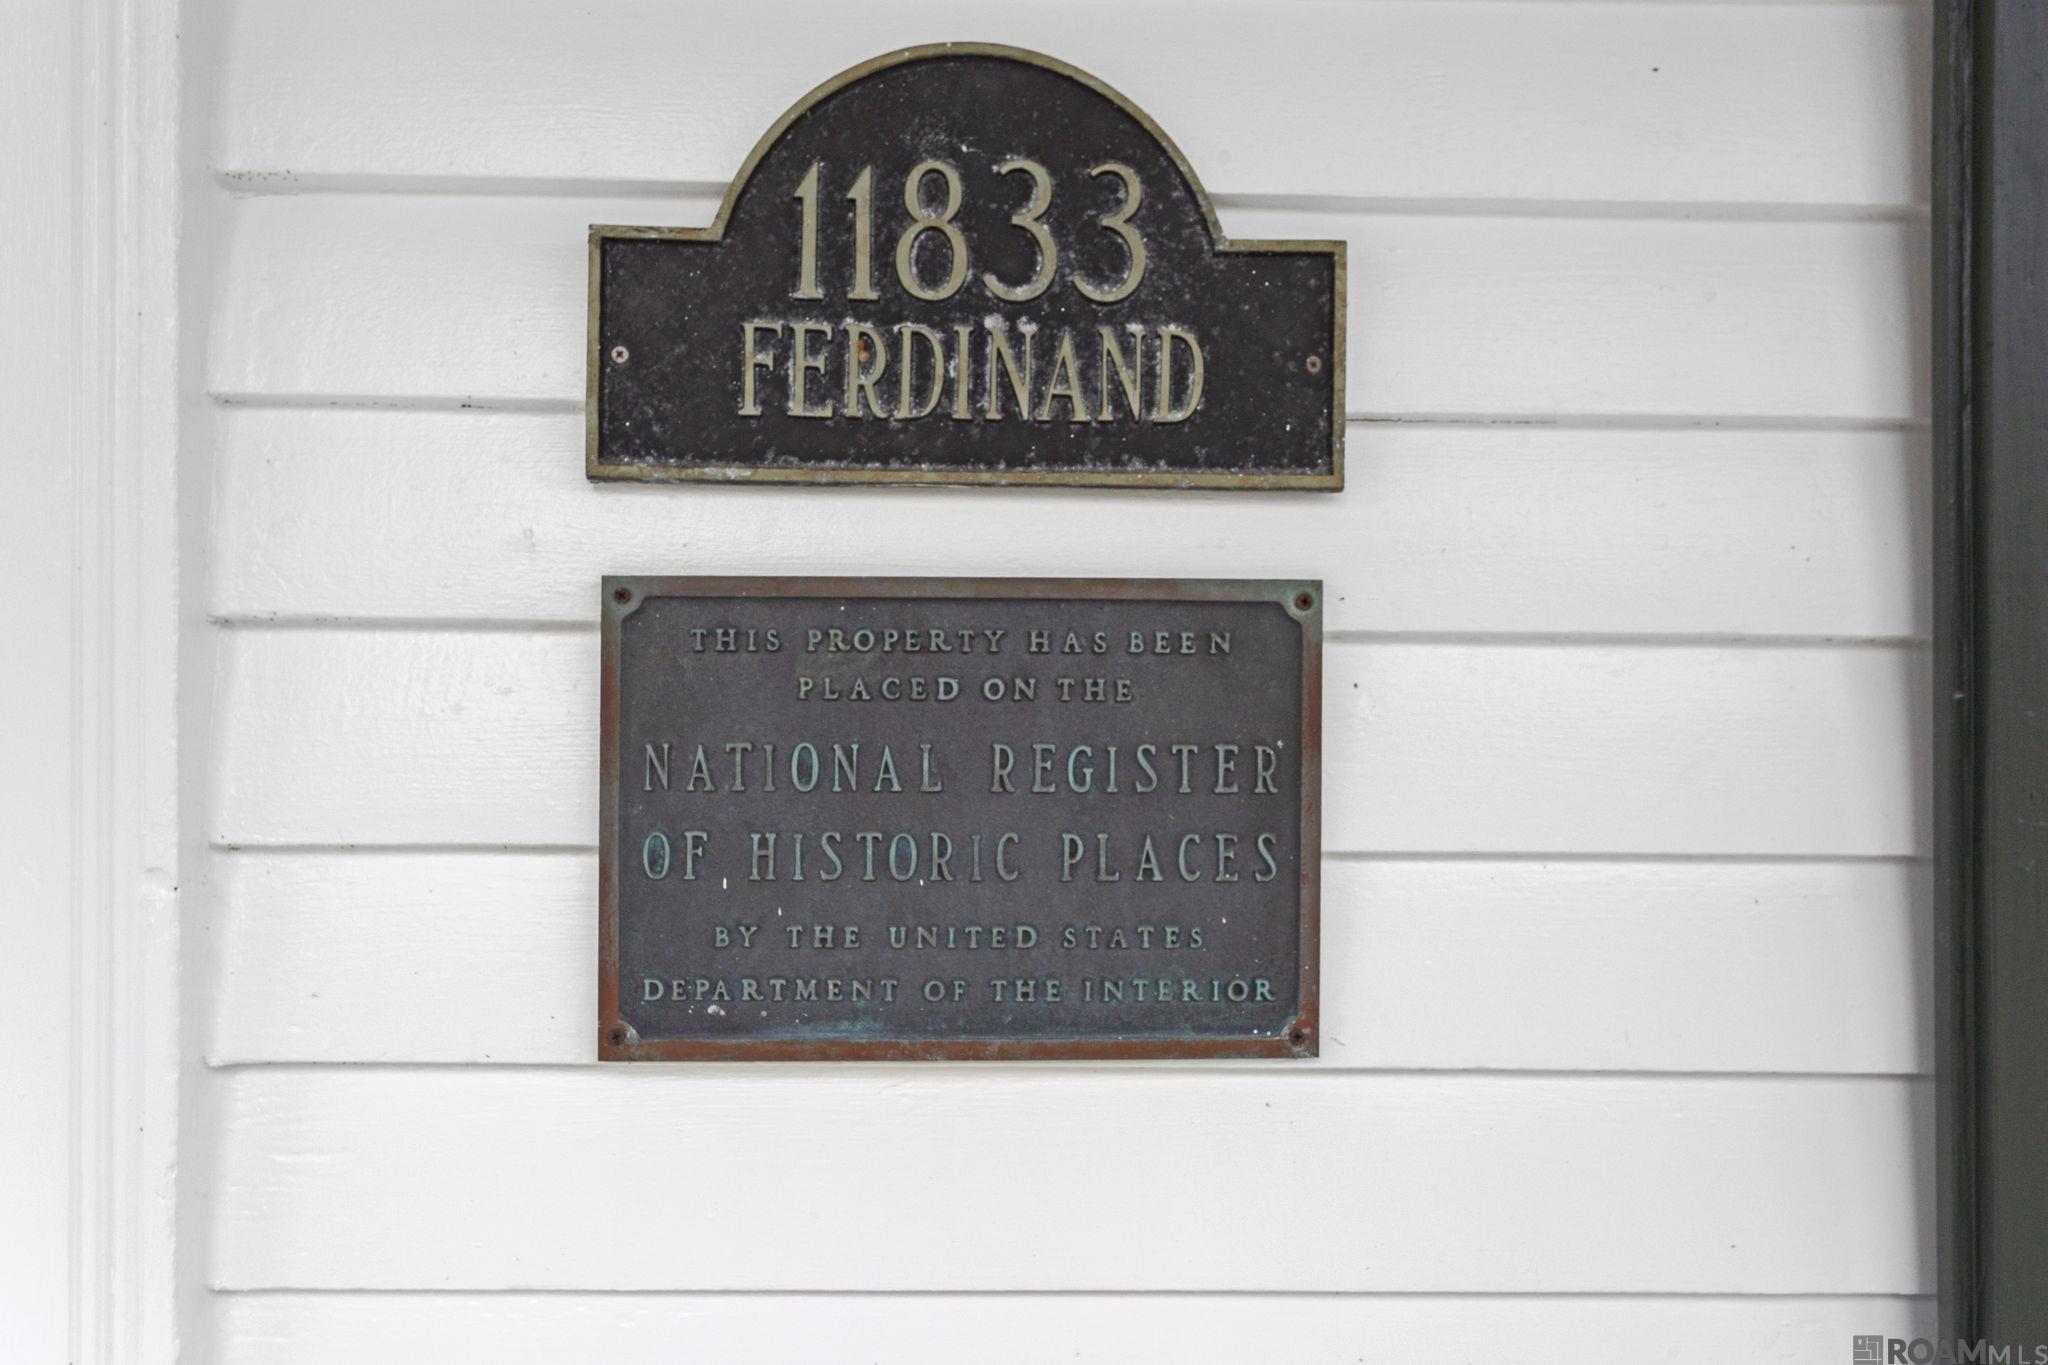 11833
FERDINAND
THIS PROPERTY HAS BEEN
PLACED ON THE
NATIONAL REGISTER
OF HISTORIC PLACES
BY THE UNITED STATES
DEPARTMENT OF THE INTERIOR
ROAM MLS